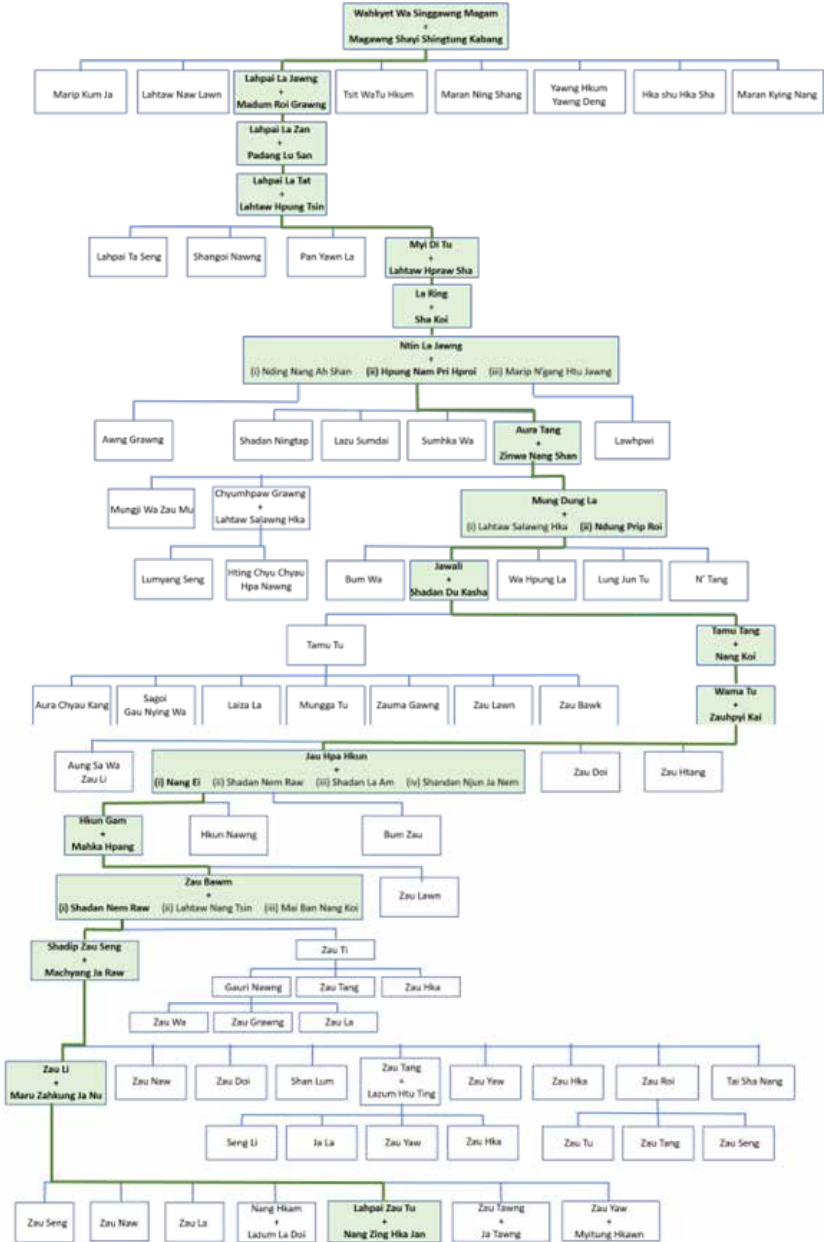 Wahkyet Wa Singgawng Magam
+
Magawng Shayi Shingtung Kabang
Marip Kum Ja
Lahtaw Naw Lawn
Lahpai La Jawng
+
Madum Roi Grawng
Tsit WaTu Hkum
Maran Ning Shang
Yawng Hkum
Yawng Deng
Hka shu Hka Sha
Maran Kying Nang
Lahpai La Zan
+
Padang Lu San
Lahpai La Tat
+
Lahtaw Hpung Tsin
Lahpai Ta Seng
Shangoi Nawng
Pan Yawn La
Myi Di Tu
+
Lahtaw Hpraw Sha
La Ring
+
Sha Koi
Ntin La Jawng
+
(i) Nding Nang Ah Shan (ii) Hpung Nam Pri Hproi (iii) Marip N'gang Htu Jawng
Awng Grawng
Shadan Ningtap
Lazu Sumdai
Sumhka Wa
Aura Tang
+
Zinwa Nang Shan
Lawhpwi
Mungji Wa Zau Mu
Chyumhpaw Grawng
+
Lahtaw Salawng Hka
Mung Dung La
+
(i) Lahtaw Salawng Hka (ii) Ndung Prip Roi
Lumyang Seng
Hting Chyu Chyau
Hpa Nawng
Bum Wa
Jawali
+
Shadan Du Kasha
Wa Hpung La
Lung Jun Tu
N' Tang
Tamu Tu
Tamu Tang
+
Nang Koi
Aura Chyau Kang
Sagoi
Gau Nying Wa
Laiza La
Mungga Tu
Zauma Gawng
Zau Lawn
Zau Bawk
Wama Tu
+
Zauhpyi Kai
Aung Sa Wa
Zau Li
Jau Hpa Hkun
+
(i) Nang Ei (ii) Shadan Nem Raw (iii) Shadan La Am (iv) Shandan Njun Ja Nem
Zau Doi
Zau Htang
Hkun Gam
+
Mahka Hpang
Hkun Nawng
Bum Zau
Zau Bawm
+
(i) Shadan Nem Raw (ii) Lahtaw Nang Tsin (iii) Mai Ban Nang Koi
Zau Lawn
Shadip Zau Seng
+
Machyang Ja Raw
Zau Ti
Gauri Nawng
Zau Tang
Zau Hka
Zau Wa
Zau Grawng
Zau La
Zau Li
+
Maru Zahkung Ja Nu
Zau Naw
Zau Doi
Shan Lum
Zau Tang
+
Lazum Htu Ting
Zau Yaw
Zau Hka
Zau Roi
Tai Sha Nang
Seng Li
Ja La
Zau Yaw
Zau Hka
Zau Tu
Zau Tang
Zau Seng
Zau Seng
Zau Naw
Zau La
Nang Hkam
+
Lazum La Doi
Lahpai Zau Tu
+
Nang Zing Hka Jan
Zau Tawng
+
Ja Tawng
Zau Yaw
+
Myitung Hkawn